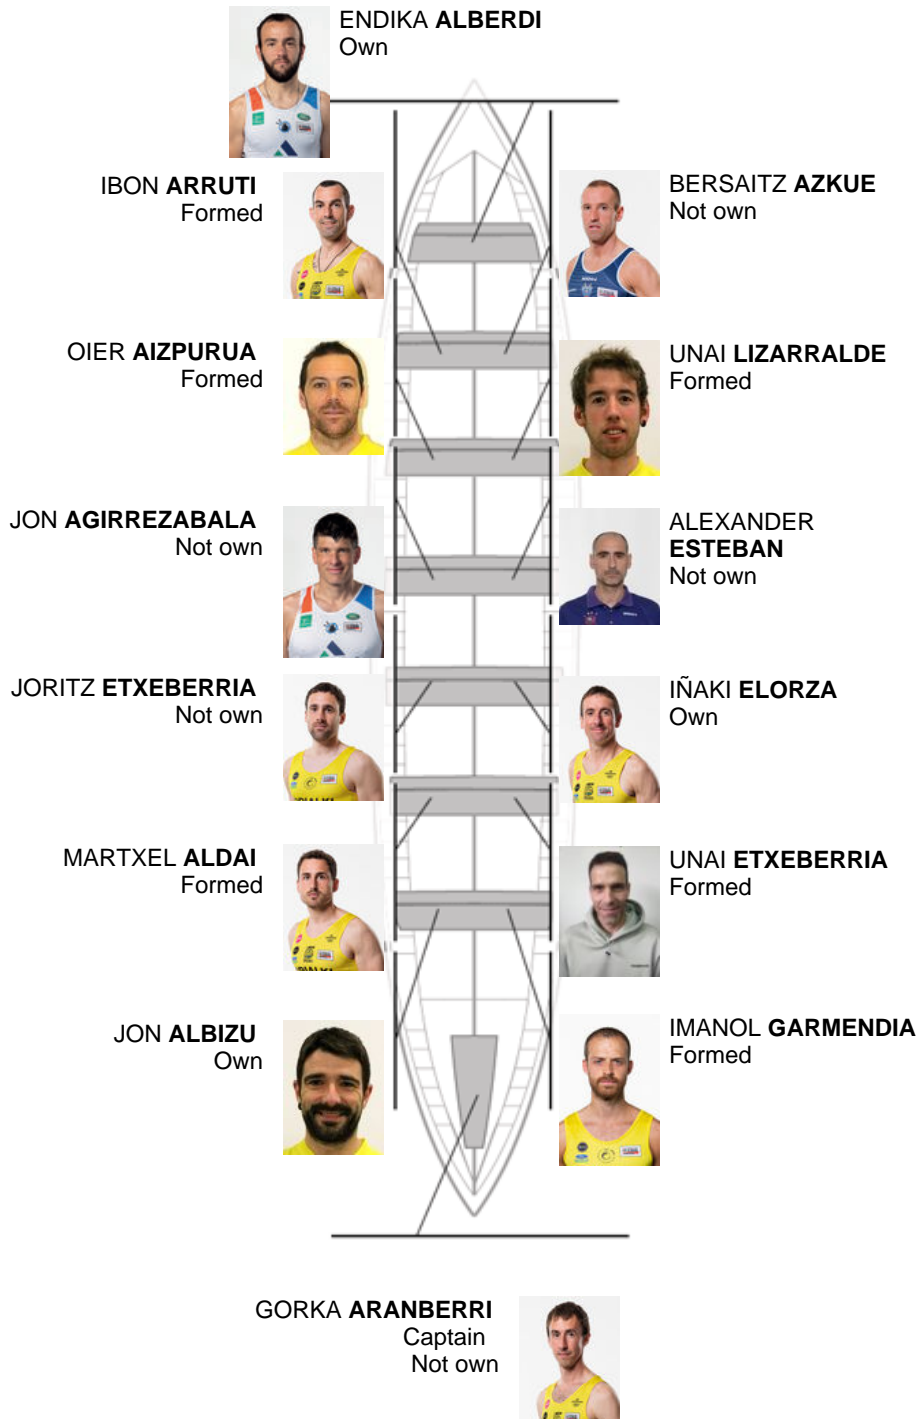 ENDIKA ALBERDI
Own
IBON ARRUTI
Formed
BERSAITZ AZKUE
Not own
OIER AIZPURUA
Formed
UNAI LIZARRALDE
Formed
JON AGIRREZABALA
Not own
ALEXANDER
ESTEBAN
Not own
JORITZ ETXEBERRIA
Not own
IÑAKI ELORZA
Own
MARTXEL ALDAI
Formed
UNAI ETXEBERRIA
Formed
JON ALBIZU
Own
IMANOL GARMENDIA
Formed
GORKA ARANBERRI
Captain
Not own